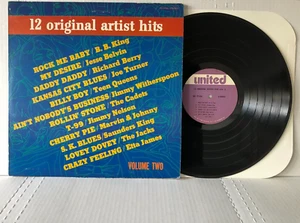 12 original artist hits
ROCK ME BABY / B. B. King
MY DESIRE / Jesse Belvin
DADDY DADDY / Richard Berry
KANSAS CITY BLUES / Joe Turner
BILLY BOY / Teen Queens
AIN'T NOBODY'S BUSINESS / Jimmy Witherspoon
ROLLIN' STONE / The Cadets
T-99 / Jimmy Nelson
CHERRY PIE / Marvin & Johnny
S. K. BLUES / Saunders King
LOVEY DOVEY / The Jacks
CRAZY FEELING / Etta James
VOLUME TWO
united